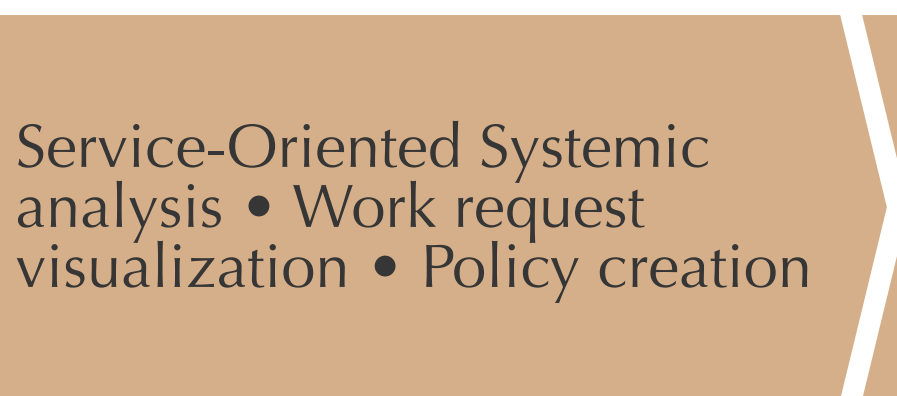 Service-Oriented Systemic
analysis • Work request
visualization • Policy creation